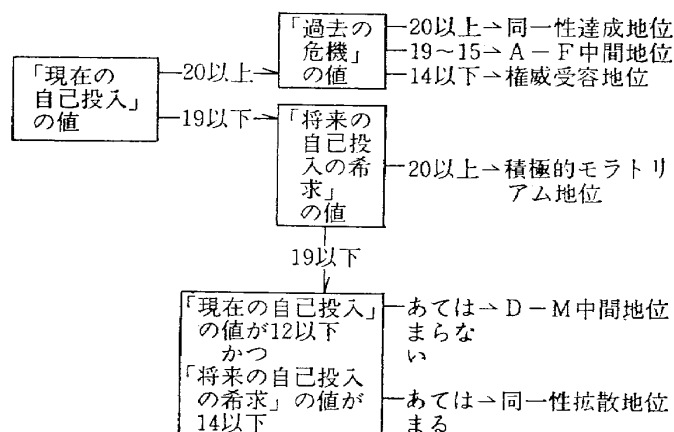 「現在の
自己投入」
の値
20以上
19以下
「過去の
危機」
の値
20以上
同一性達成地位
19~15
A-F中間地位
14以下
権威受容地位
「将来の
自己投
入の希
求」
の値
20以上
積極的モラトリ
アム地位
19以下
「現在の自己投入」
の値が12以下
かつ
「将来の自己投入
の希求」の値が
14以下
あては
まらな
い
D-M中間地位
あては
まる
同一性拡散地位